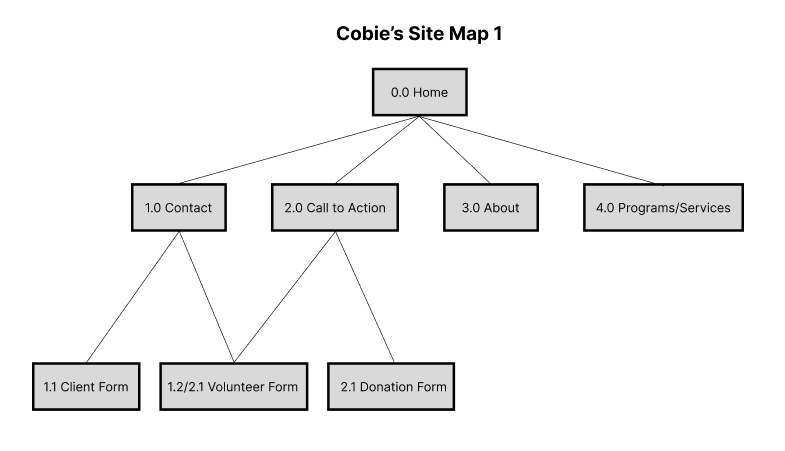 Cobie’s Site Map 1
0.0 Home
1.0 Contact
2.0 Call to Action
3.0 About
4.0 Programs/Services
1.1 Client Form
1.2/2.1 Volunteer Form
2.1 Donation Form